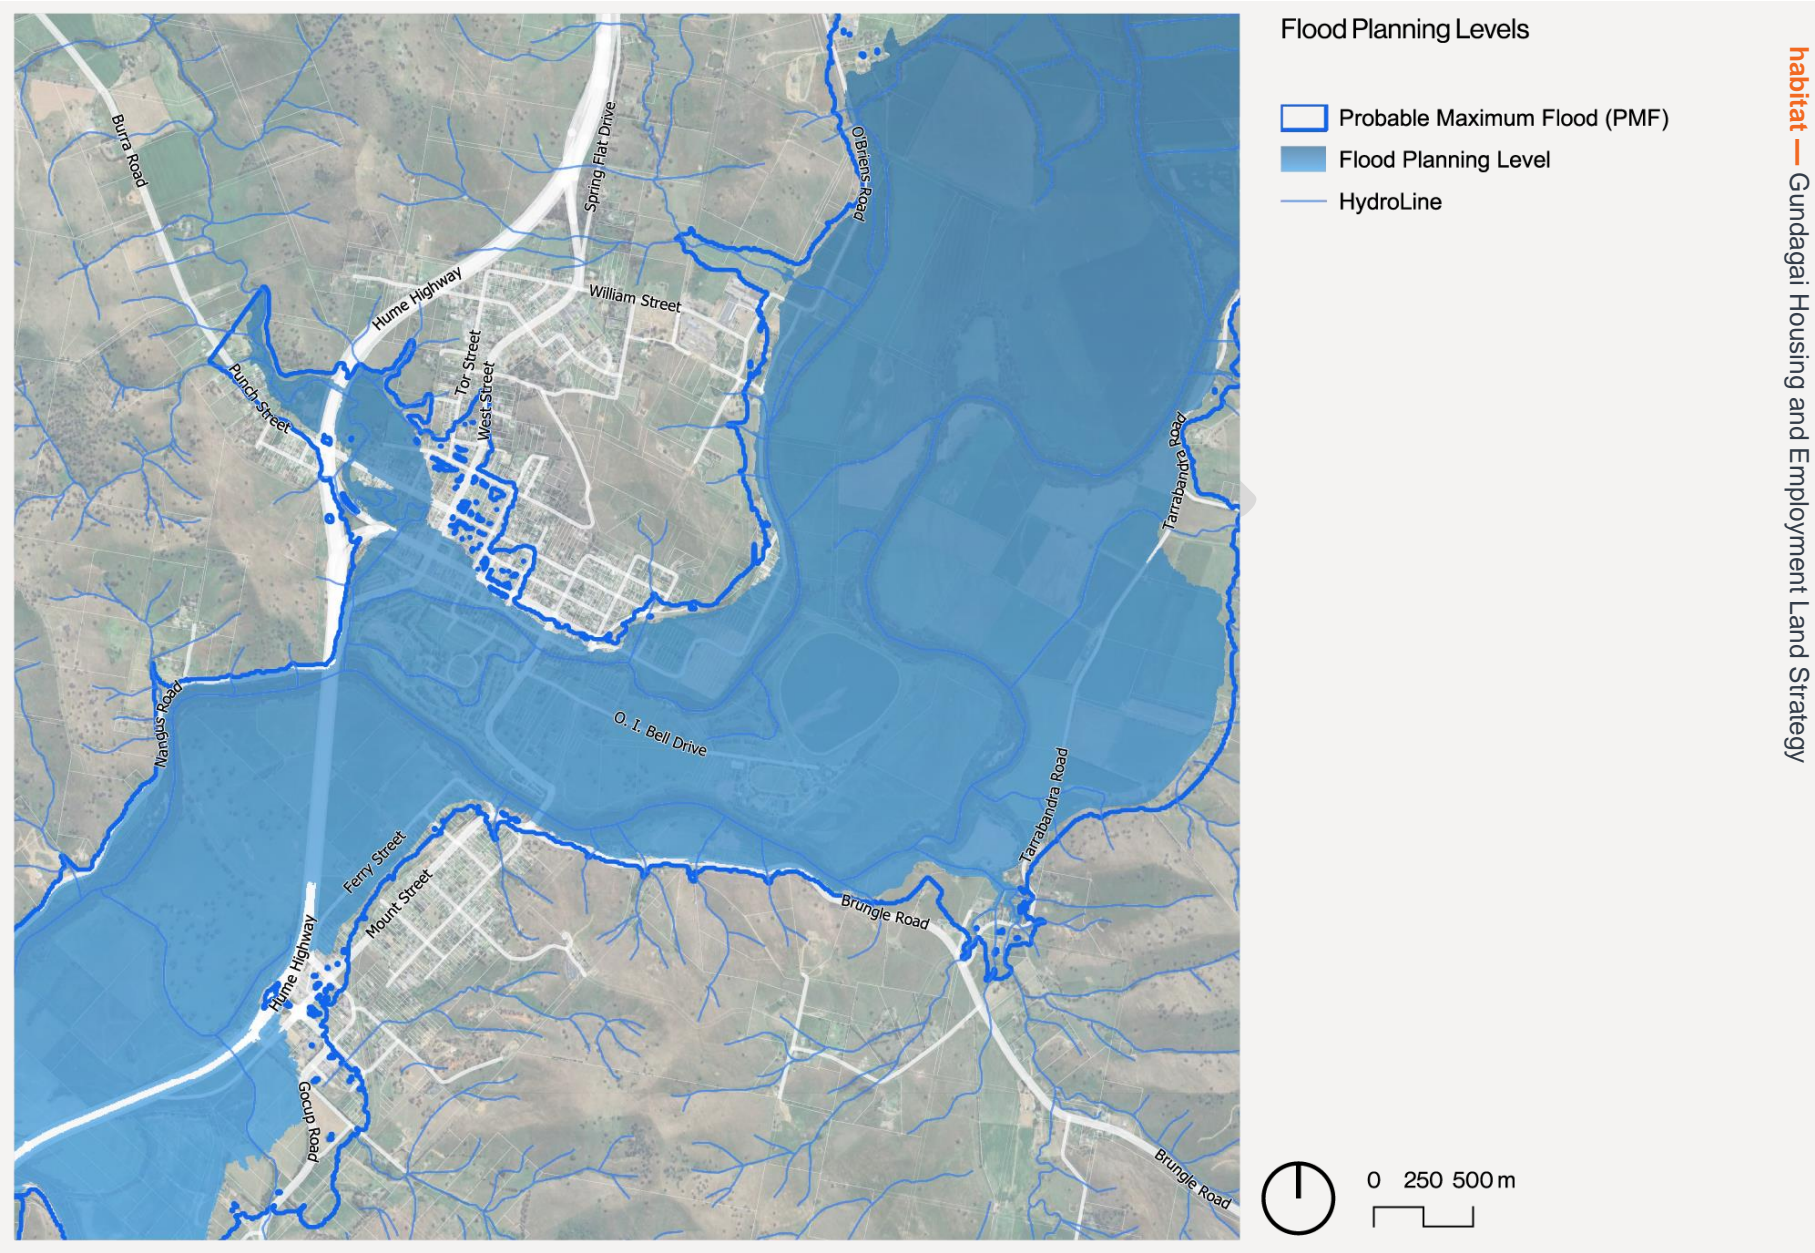 Flood Planning Levels
Probable Maximum Flood (PMF)
Flood Planning Level
HydroLine
habitat — Gundagai Housing and Employment Land Strategy
Burra Road
Spring Flat Drive
O'Briens Road
Hume Highway
William Street
Tor Street
West Street
Punch Street
Tarrabandra Road
Nangus Road
O. I. Bell Drive
Tarrabandra Road
Ferry Street
Mount Street
Brungle Road
Hume Highway
Gocup Road
Brungle Road
0 250 500 m